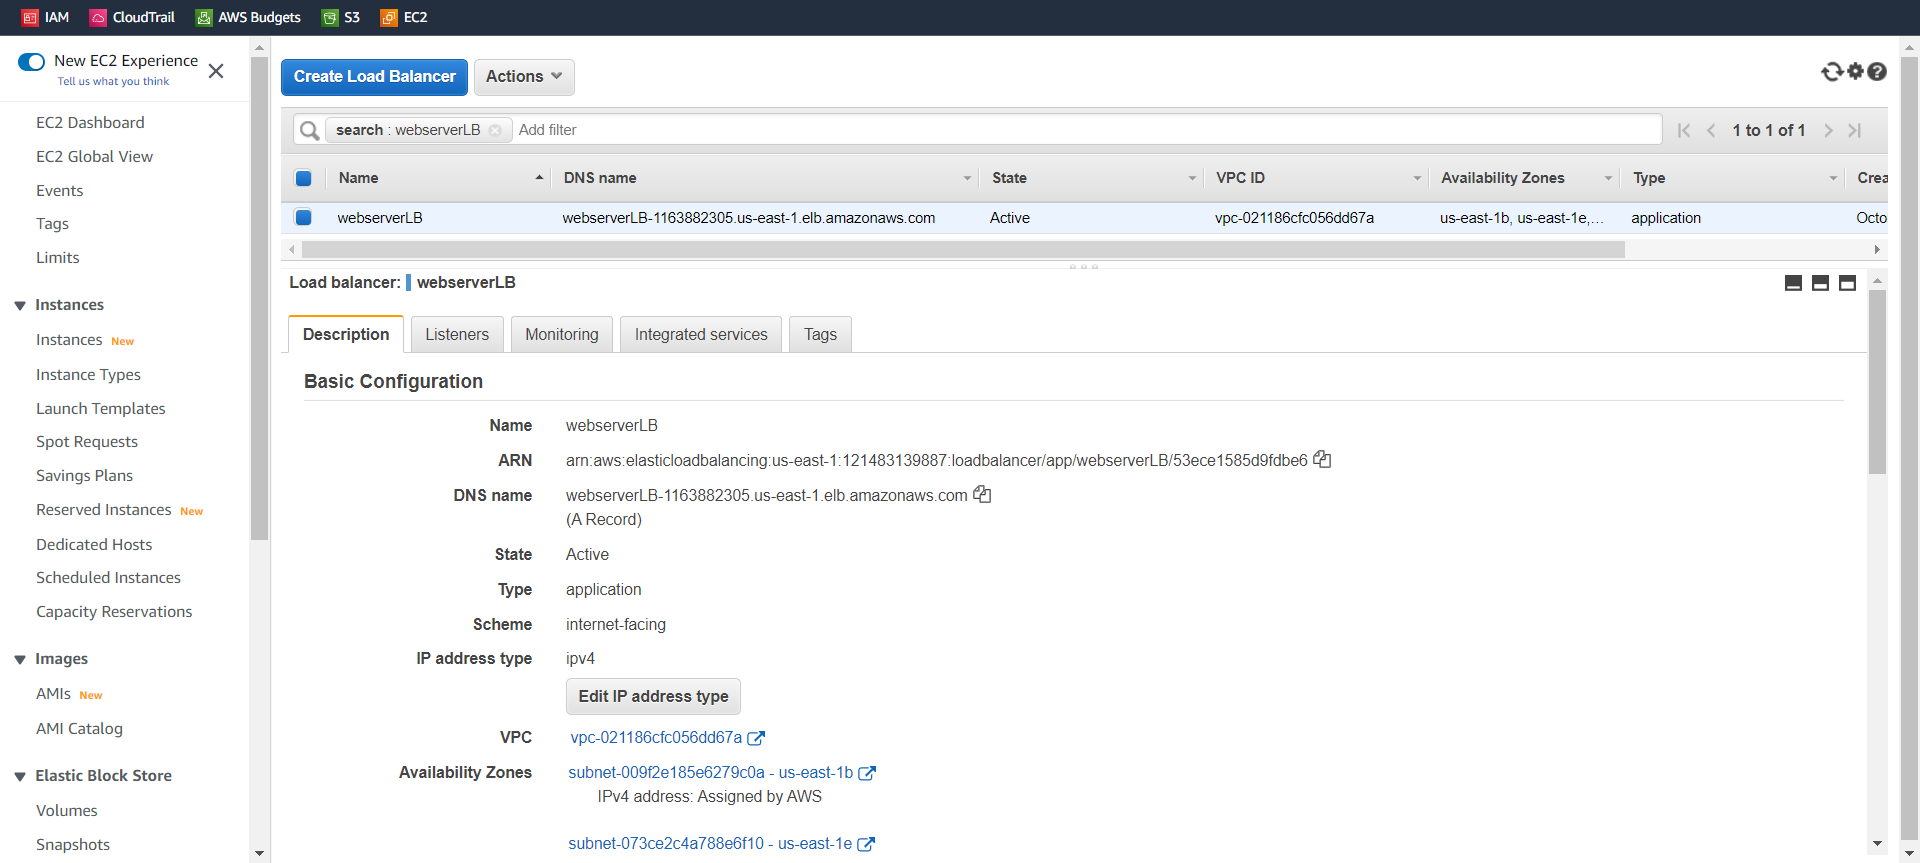 IAM CloudTrail AWS Budgets S3 EC2
New EC2 Experience
Tell us what you think
EC2 Dashboard
EC2 Global View
Events
Tags
Limits
Instances
Instances New
Instance Types
Launch Templates
Spot Requests
Savings Plans
Reserved Instances New
Dedicated Hosts
Scheduled Instances
Capacity Reservations
Images
AMIs New
AMI Catalog
Elastic Block Store
Volumes
Snapshots
Create Load Balancer Actions
search : webserverLB Add filter 1 to 1 of 1
Name DNS name State VPC ID Availability Zones Type Crea
webserverLB webserverLB-1163882305.us-east-1.elb.amazonaws.com Active vpc-021186cfc056dd67a us-east-1b, us-east-1e,... application Octo
Load balancer: webserverLB
Description Listeners Monitoring Integrated services Tags
Basic Configuration
Name webserverLB
ARN arn:aws:elasticloadbalancing:us-east-1:121483139887:loadbalancer/app/webserverLB/53ece1585d9fdbe6
DNS name webserverLB-1163882305.us-east-1.elb.amazonaws.com
(A Record)
State Active
Type application
Scheme internet-facing
IP address type ipv4
Edit IP address type
VPC vpc-021186cfc056dd67a
Availability Zones subnet-009f2e185e6279c0a - us-east-1b
IPv4 address: Assigned by AWS
subnet-073ce2c4a788e6f10 - us-east-1e